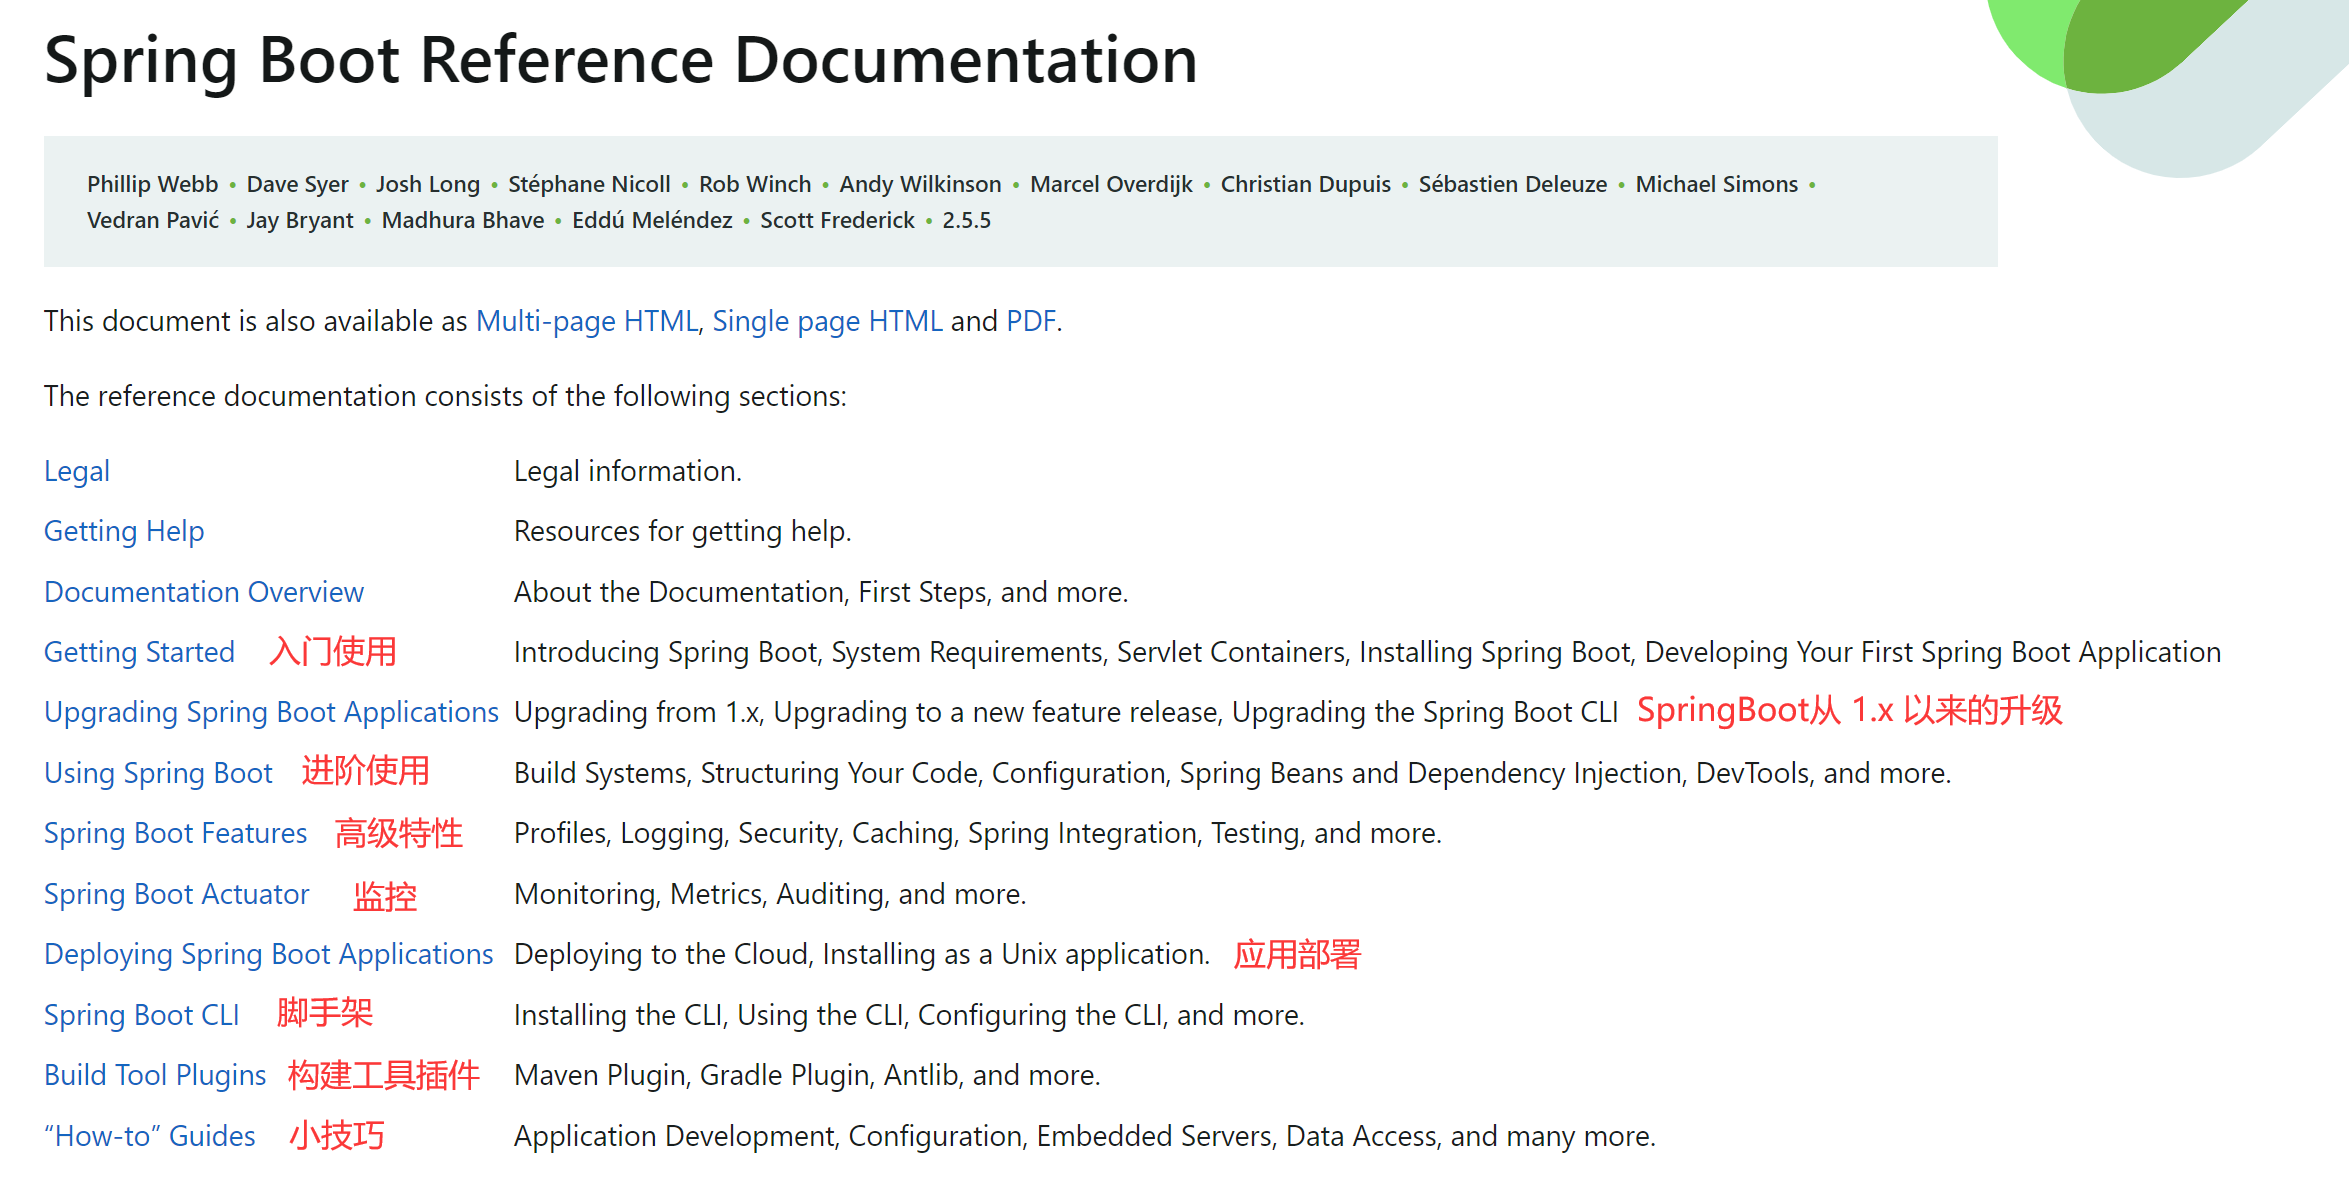 Spring Boot Reference Documentation
Phillip Webb • Dave Syer • Josh Long • Stéphane Nicoll • Rob Winch • Andy Wilkinson • Marcel Overdijk • Christian Dupuis • Sébastien Deleuze • Michael Simons •
Vedran Pavić • Jay Bryant • Madhura Bhave • Eddú Meléndez • Scott Frederick • 2.5.5
This document is also available as Multi-page HTML, Single page HTML and PDF.
The reference documentation consists of the following sections:
Legal Legal information.
Getting Help Resources for getting help.
Documentation Overview About the Documentation, First Steps, and more.
Getting Started 入门使用 Introducing Spring Boot, System Requirements, Servlet Containers, Installing Spring Boot, Developing Your First Spring Boot Application
Upgrading Spring Boot Applications Upgrading from 1.x, Upgrading to a new feature release, Upgrading the Spring Boot CLI SpringBoot从 1.x 以来的升级
Using Spring Boot 进阶使用 Build Systems, Structuring Your Code, Configuration, Spring Beans and Dependency Injection, DevTools, and more.
Spring Boot Features 高级特性 Profiles, Logging, Security, Caching, Spring Integration, Testing, and more.
Spring Boot Actuator 监控 Monitoring, Metrics, Auditing, and more.
Deploying Spring Boot Applications Deploying to the Cloud, Installing as a Unix application. 应用部署
Spring Boot CLI 脚手架 Installing the CLI, Using the CLI, Configuring the CLI, and more.
Build Tool Plugins 构建工具插件 Maven Plugin, Gradle Plugin, Antlib, and more.
“How-to” Guides 小技巧 Application Development, Configuration, Embedded Servers, Data Access, and many more.